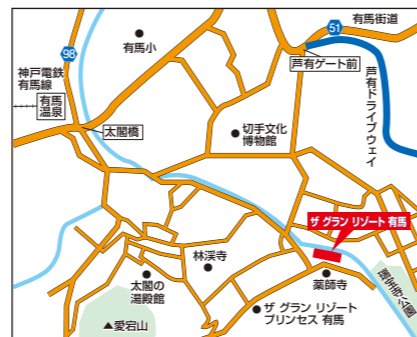 98
神戸電鉄
有馬線
有馬
温泉
太閤橋
有馬小
51
有馬街道
芦有ゲート前
芦有ドライブウェイ
切手文化
博物館
ザ グラン リゾート 有馬
林渓寺
太閤の
湯殿館
薬師寺
瑞宝寺公園
ザ グラン リゾート
プリンセス 有馬
▲愛宕山